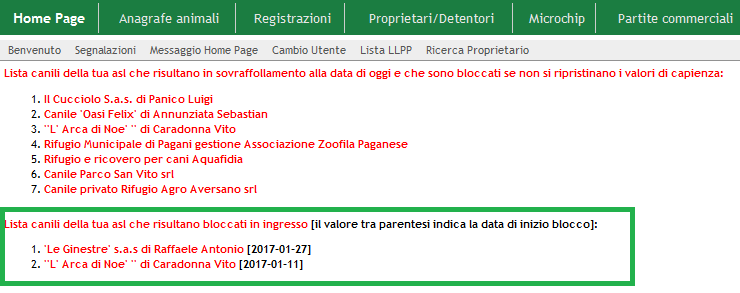 Home Page Anagrafe animali Registrazioni Proprietari/Detentori Microchip Partite commerciali
Benvenuto Segnalazioni Messaggio Home Page Cambio Utente Lista LLPP Ricerca Proprietario
Lista canili della tua asl che risultano in sovraffollamento alla data di oggi e che sono bloccati se non si ripristinano i valori di capienza:
1. Il Cucciolo S.a.s. di Panico Luigi
2. Canile 'Oasi Felix' di Annunziata Sebastian
3. ''L' Arca di Noe' '' di Caradonna Vito
4. Rifugio Municipale di Pagani gestione Associazione Zoofila Paganese
5. Rifugio e ricovero per cani Aquafidia
6. Canile Parco San Vito srl
7. Canile privato Rifugio Agro Aversano srl
Lista canili della tua asl che risultano bloccati in ingresso [il valore tra parentesi indica la data di inizio blocco]:
1. 'Le Ginestre' s.a.s di Raffaele Antonio [2017-01-27]
2. ''L' Arca di Noe' '' di Caradonna Vito [2017-01-11]